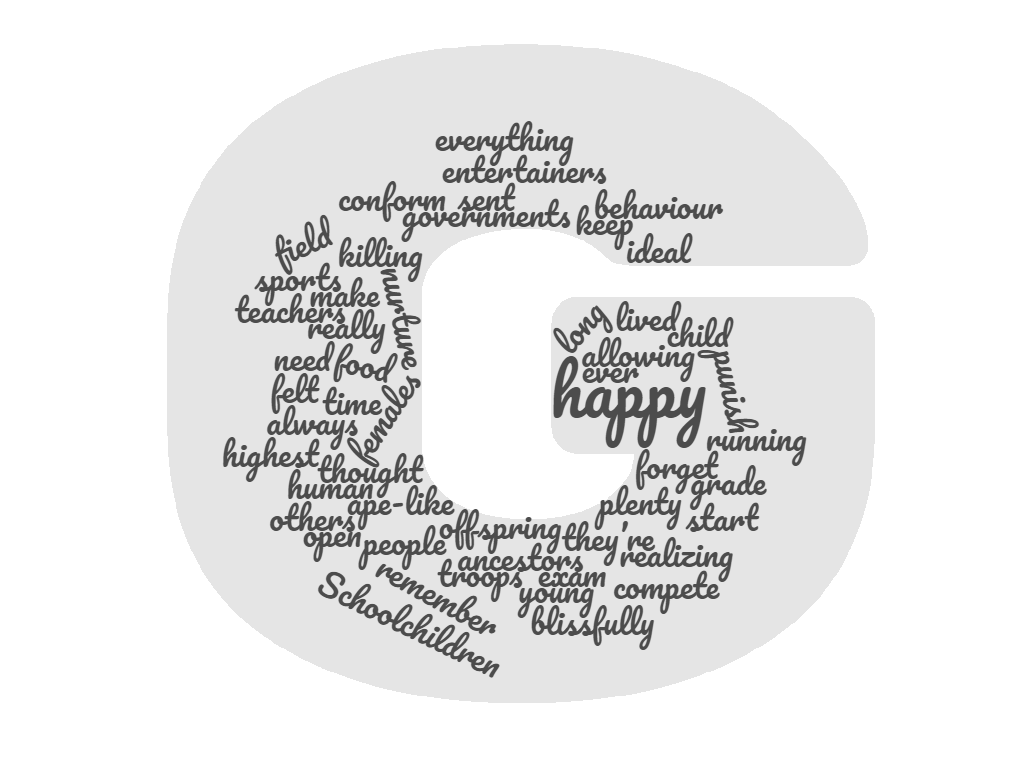 everything
entertainers
conform sent
behaviour
governments keep
field killing ideal
sports nurture
make long lived
teachers child
really allowing punish
need food ever
felt time females happy
always
highest running
thought forget
human grade
ape-like plenty
others start
open offspring they're
people realizing
ancestors
troops exam
remember young compete
Schoolchildren blissfully
G